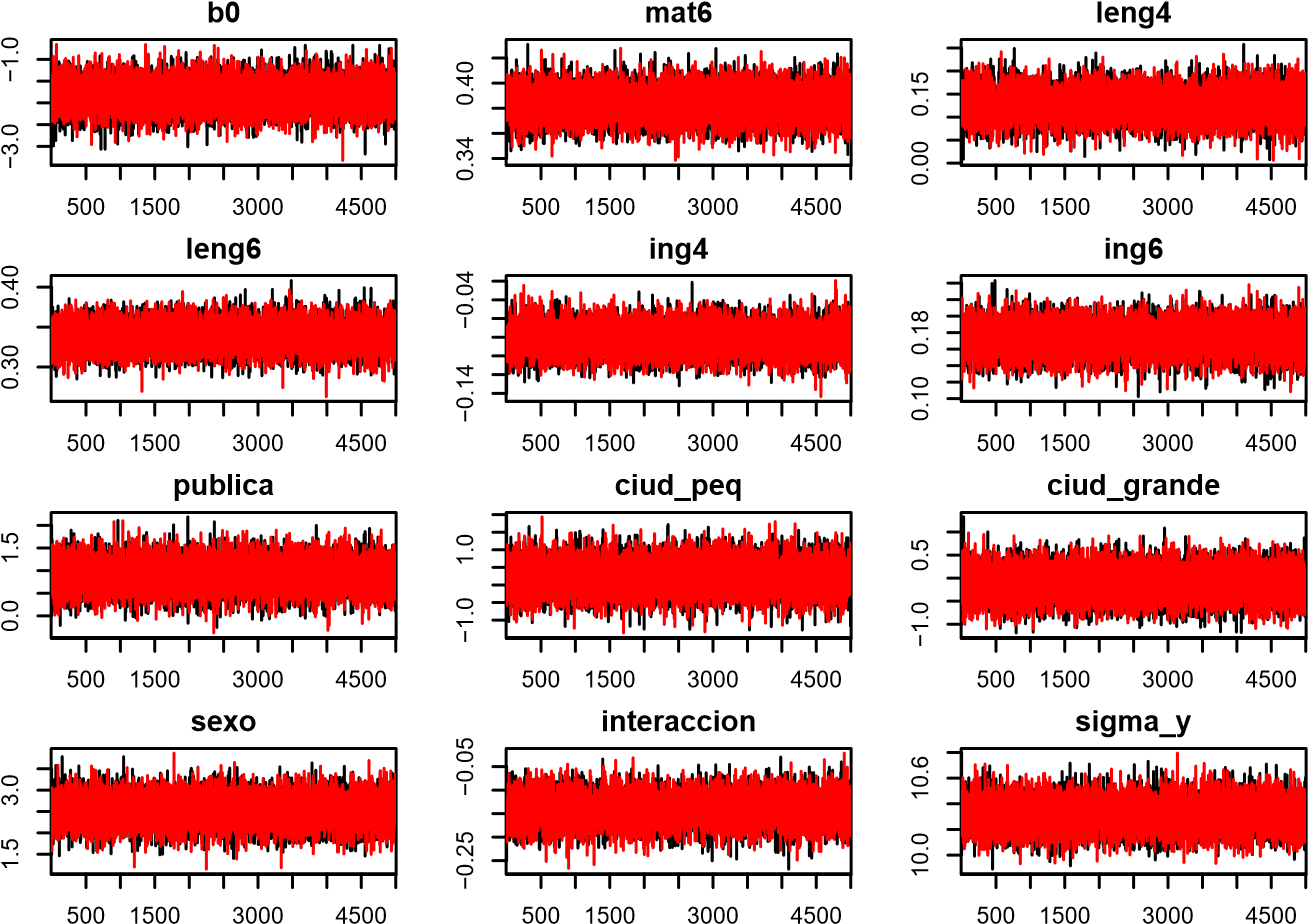 b0 mat6 leng4
−3.0 −1.0 0.34 0.40 0.00 0.15
500 1500 3000 4500 500 1500 3000 4500 500 1500 3000 4500
leng6 ing4 ing6
0.30 0.40 −0.14 −0.04 0.10 0.18
500 1500 3000 4500 500 1500 3000 4500 500 1500 3000 4500
publica ciud_peq ciud_grande
0.0 1.5 −1.0 1.0 −1.0 0.5
500 1500 3000 4500 500 1500 3000 4500 500 1500 3000 4500
sexo interaccion sigma_y
1.5 3.0 −0.25 −0.05 10.0 10.6
500 1500 3000 4500 500 1500 3000 4500 500 1500 3000 4500